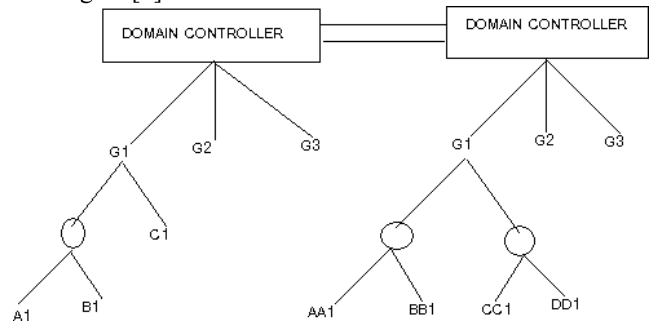 DOMAIN CONTROLLER
DOMAIN CONTROLLER
G1
G2
G3
G1
G2
G3
C1
A1
B1
AA1
BB1
CC1
DD1